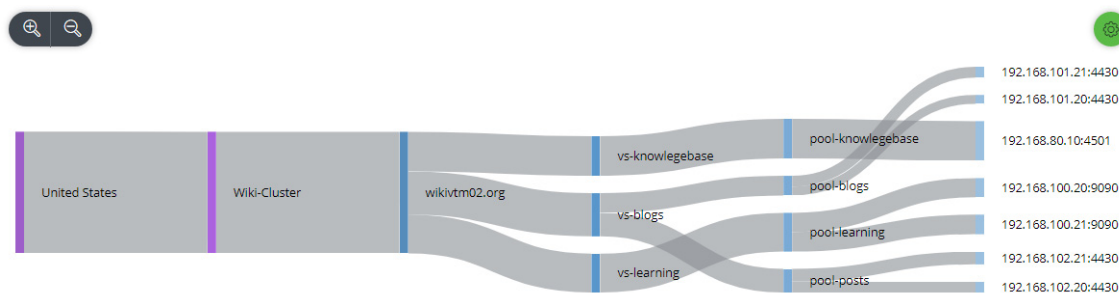 United States
Wiki-Cluster
wikivtm02.org
vs-knowlegebase
vs-blogs
vs-learning
pool-knowlegebase
pool-blogs
pool-learning
pool-posts
192.168.101.21:4430
192.168.101.20:4430
192.168.80.10:4501
192.168.100.20:9090
192.168.100.21:9090
192.168.102.21:4430
192.168.102.20:4430